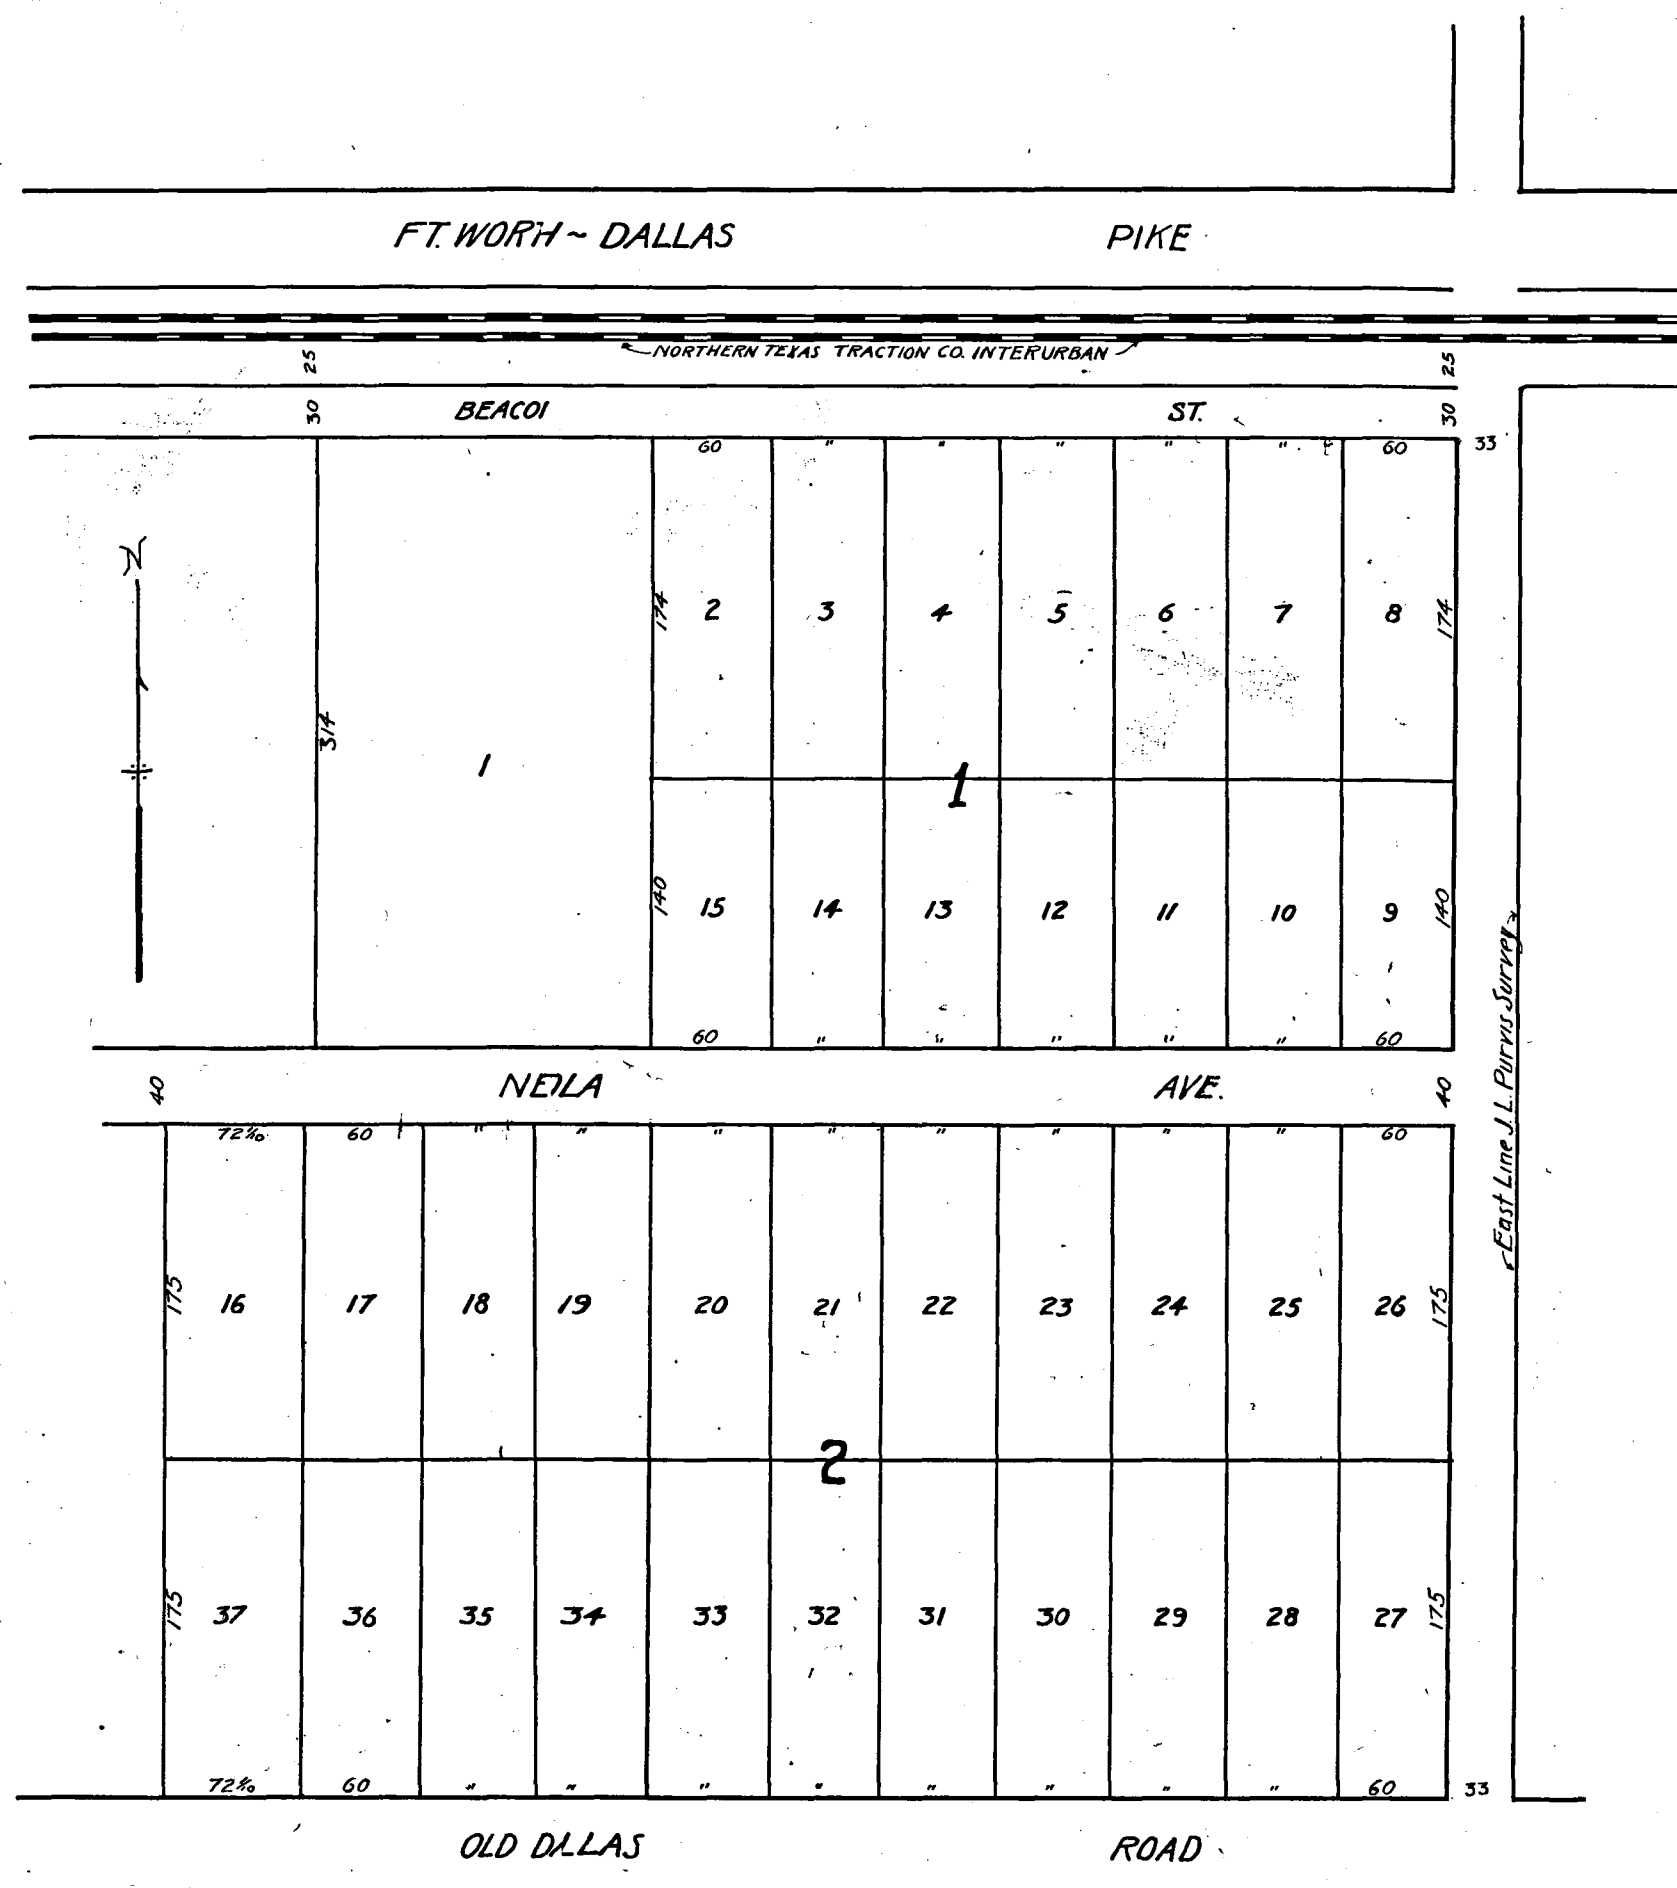 FT. WORH ~ DALLAS PIKE
NORTHERN TEXAS TRACTION CO. INTERURBAN
25 25
30 BEACOI ST. 30
60 " " " " " 60 33
N
174 2 3 4 5 6 7 8 174
314
1
1
140 15 14 13 12 11 10 9 140
60 " " " " " 60
East Line J. L. Purvis Survey
40 NEILA AVE. 40
60 " " " " " " " " 60
175 16 17 18 19 20 21 22 23 24 25 26 175
2
175 37 36 35 34 33 32 31 30 29 28 27 175
60 " " " " " " " " 60 33
OLD DALLAS ROAD